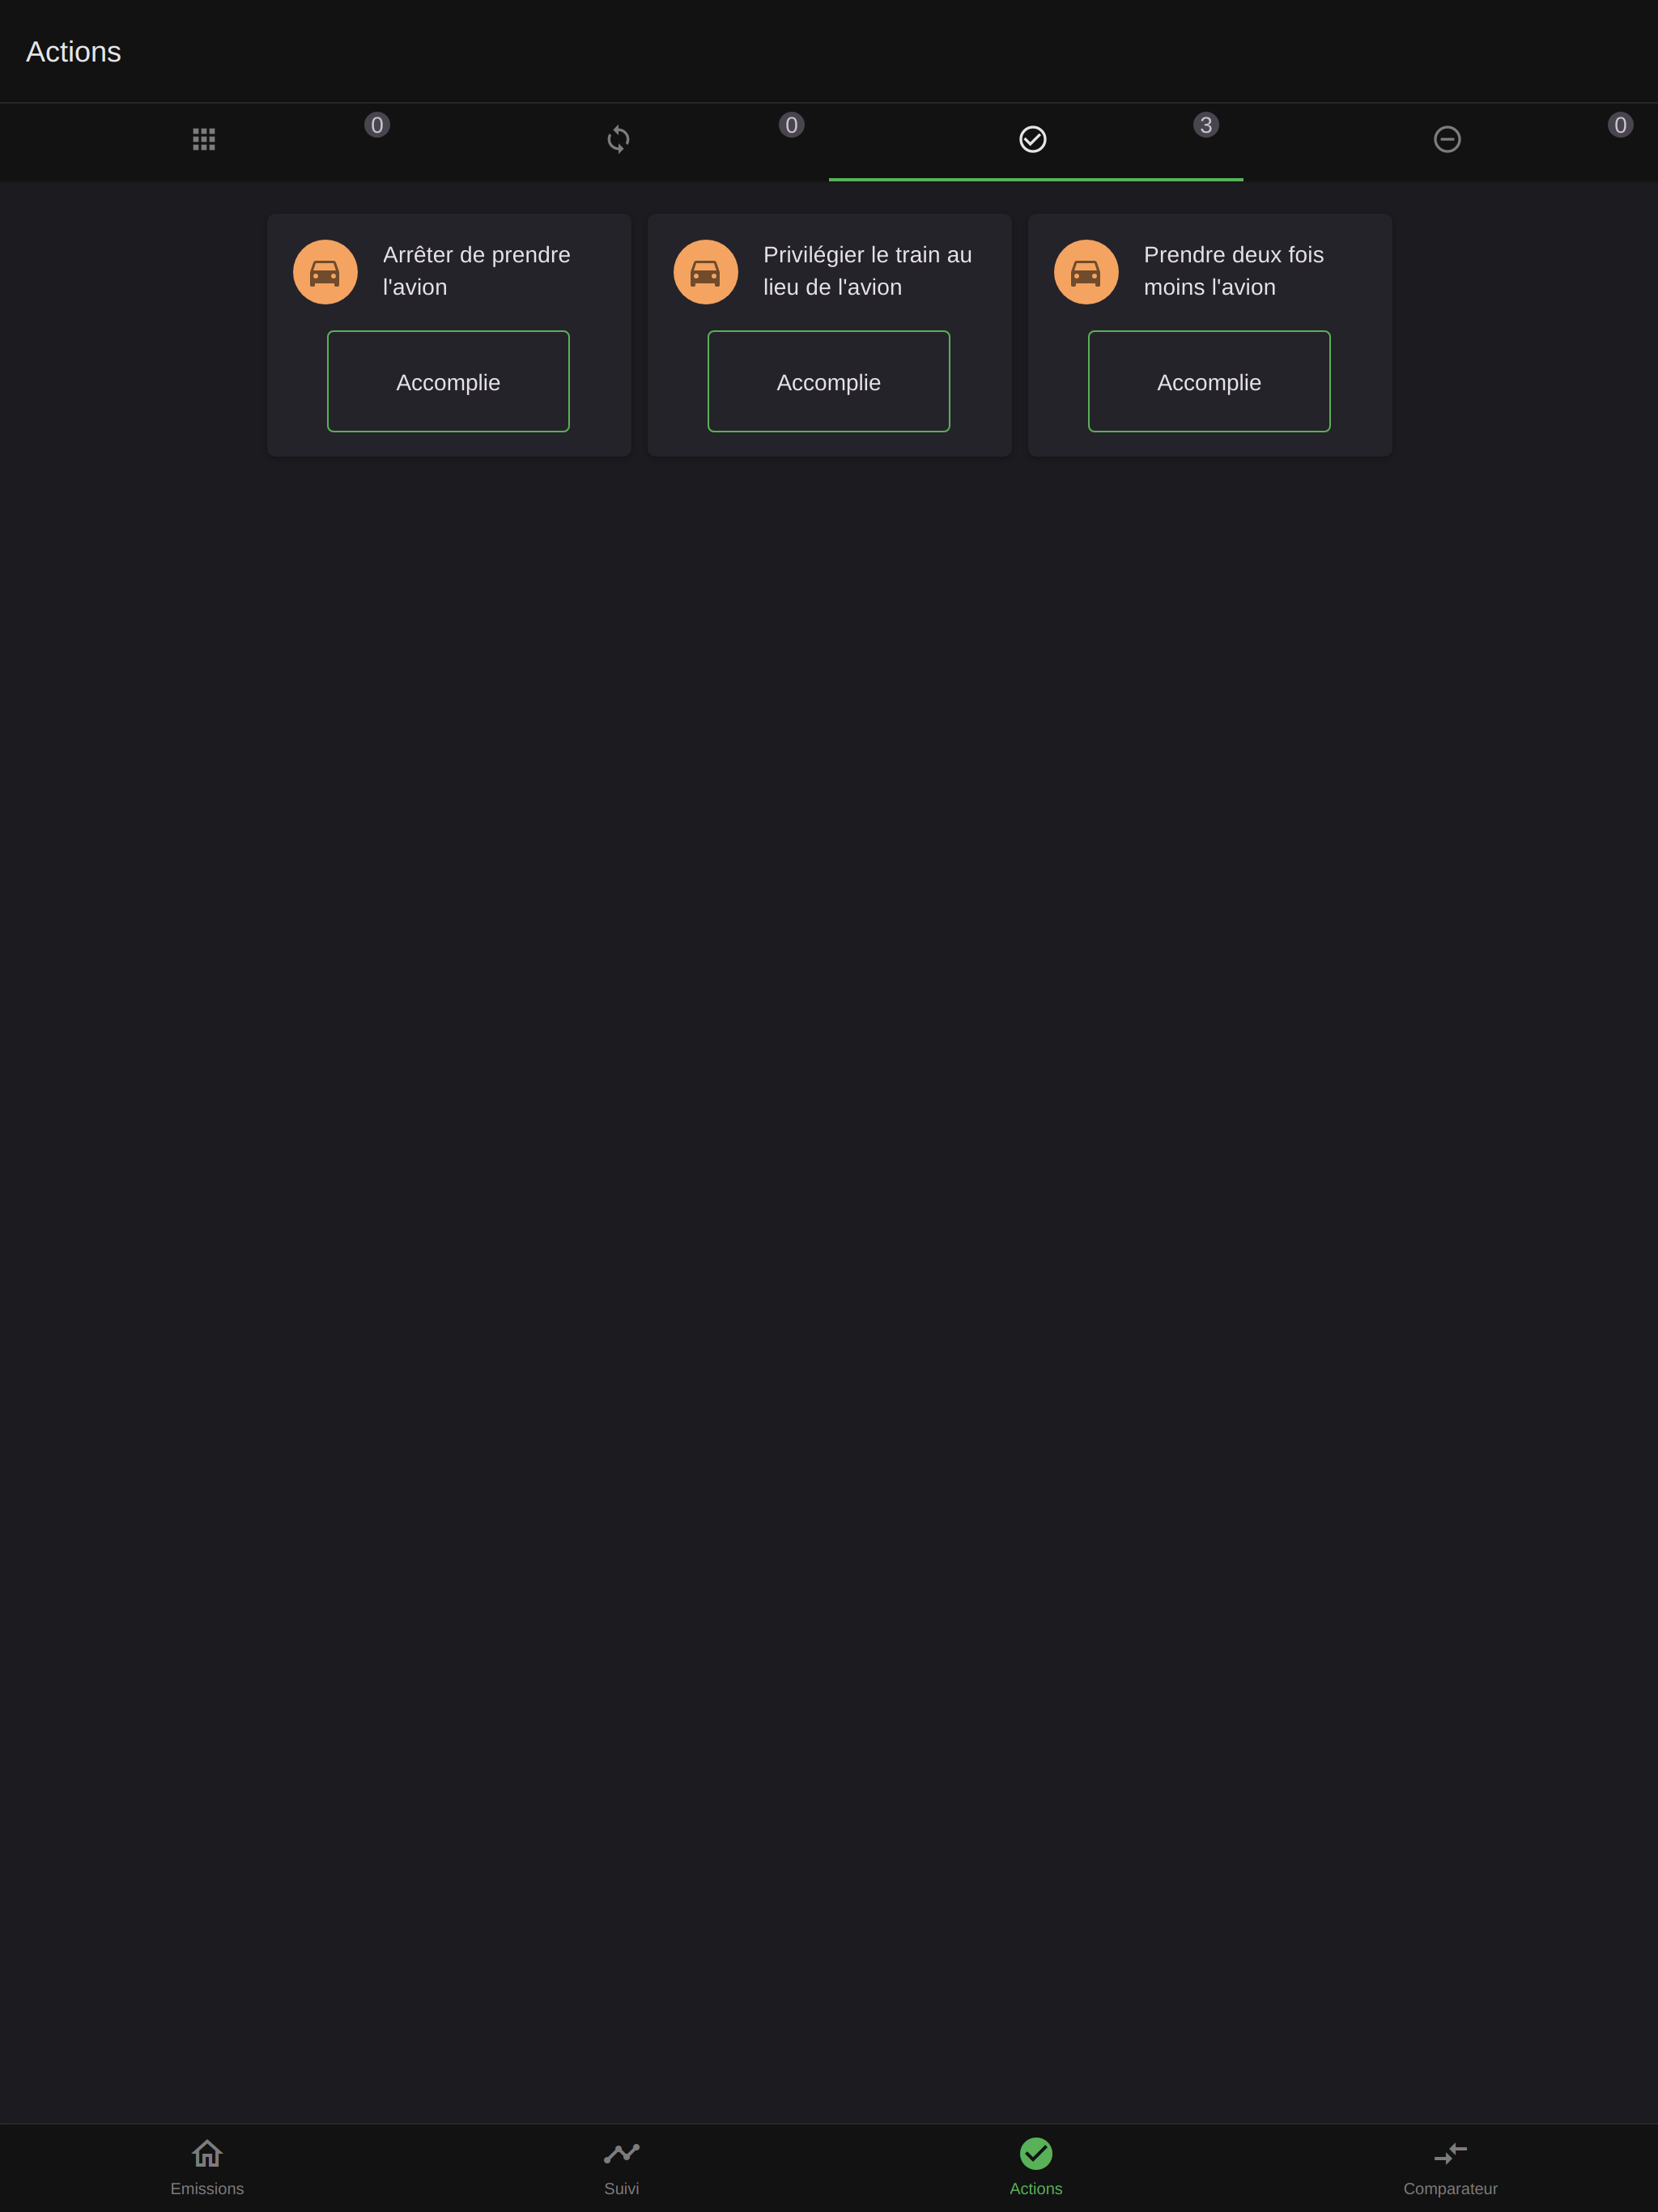 Actions
0
0
3
0
Arrêter de prendre
l'avion
Accomplie
Privilégier le train au
lieu de l'avion
Accomplie
Prendre deux fois
moins l'avion
Accomplie
Emissions
Suivi
Actions
Comparateur